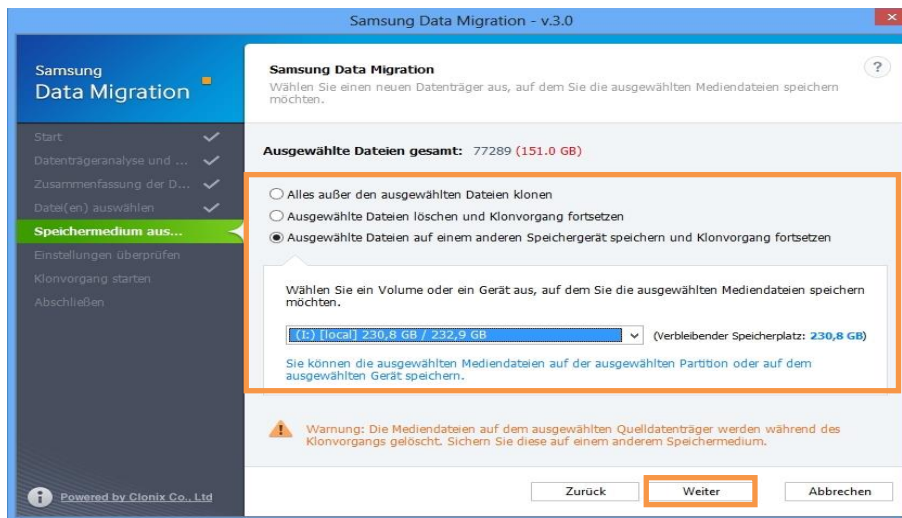 Samsung Data Migration - v.3.0
Samsung
Data Migration
Start
Datenträgeranalyse und ...
Zusammenfassung der D...
Datei(en) auswählen
Speichermedium aus...
Einstellungen überprüfen
Klonvorgang starten
Abschließen
Powered by Clonix Co., Ltd
Samsung Data Migration
?
Wählen Sie einen neuen Datenträger aus, auf dem Sie die ausgewählten Mediendateien speichern
möchten.
Ausgewählte Dateien gesamt: 77289 (151.0 GB)
Alles außer den ausgewählten Dateien klonen
Ausgewählte Dateien löschen und Klonvorgang fortsetzen
Ausgewählte Dateien auf einem anderen Speichergerät speichern und Klonvorgang fortsetzen
Wählen Sie ein Volume oder ein Gerät aus, auf dem Sie die ausgewählten Mediendateien speichern
möchten.
(I:) [local] 230,8 GB / 232,9 GB (Verbleibender Speicherplatz: 230,8 GB)
Sie können die ausgewählten Mediendateien auf der ausgewählten Partition oder auf dem
ausgewählten Gerät speichern.
Warnung: Die Mediendateien auf dem ausgewählten Quelldatenträger werden während des
Klonvorgangs gelöscht. Sichern Sie diese auf einem anderem Speichermedium.
Zurück Weiter Abbrechen